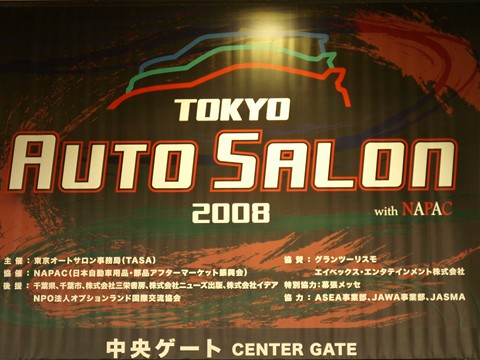 TOKYO
AUTO SALON
2008
with NAPAC
主 催 : 東京オートサロン事務局(TASA)
協 催 : NAPAC(日本自動車用品・部品アフターマーケット振興会)
後 援 : 千葉県、千葉市、株式会社三栄書房、株式会社ニューズ出版、株式会社イデア
NPO法人オプションランド国際交流協会
協 賛 : グランツーリスモ
エイベックス・エンタテインメント株式会社
特別協力 : 幕張メッセ
協 力 : ASEA事業部、JAWA事業部、JASMA
中央ゲート CENTER GATE